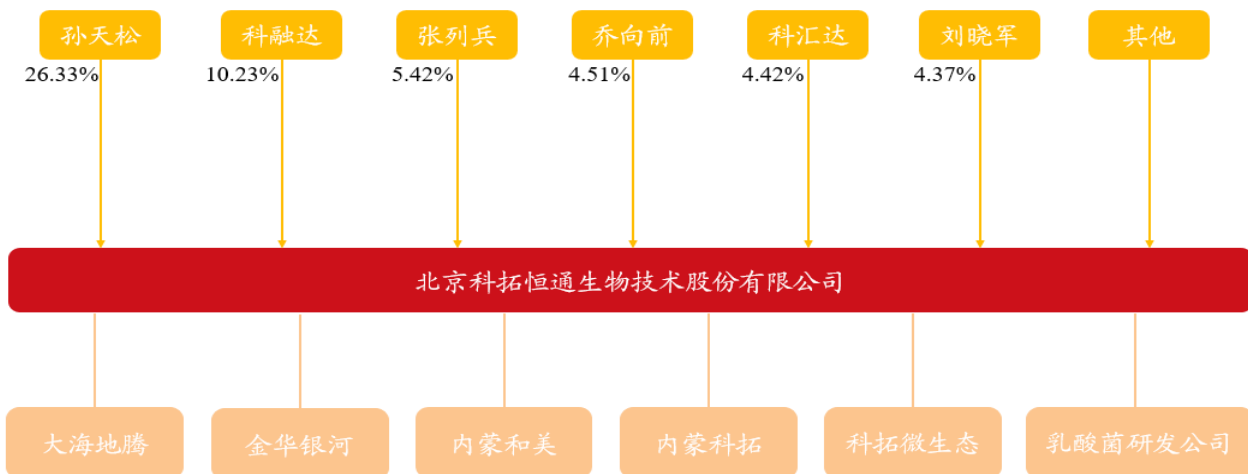 孙天松 科融达 张列兵 乔向前 科汇达 刘晓军 其他
26.33% 10.23% 5.42% 4.51% 4.42% 4.37%
北京科拓恒通生物技术股份有限公司
大海地腾 金华银河 内蒙和美 内蒙科拓 科拓微生态 乳酸菌研发公司